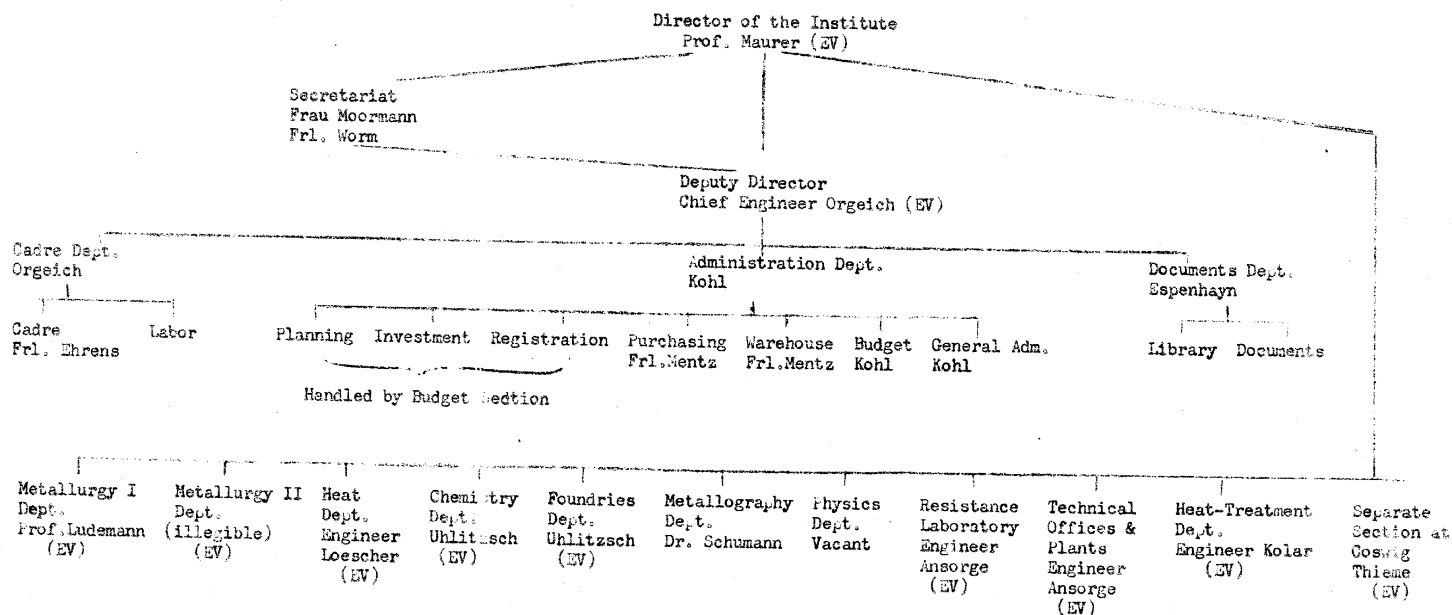 Director of the Institute
Prof. Maurer (EV)
Secretariat
Frau Moormann
Frl. Worm
Deputy Director
Chief Engineer Orgeich (EV)
Cadre Dept.
Orgeich
Administration Dept.
Kohl
Documents Dept.
Espenhayn
Cadre
Frl. Ehrens
Labor
Planning
Investment
Registration
Purchasing
Frl.Mentz
Warehouse
Frl.Mentz
Budget
Kohl
General Adm.
Kohl
Library
Documents
Handled by Budget Sedtion
Metallurgy I
Dept.
Prof.Ludemann
(EV)
Metallurgy II
Dept.
(illegible)
(EV)
Heat
Dept.
Engineer
Loescher
(EV)
Chemistry
Dept.
Uhlitzsch
(EV)
Foundries
Dept.
Uhlitzsch
(EV)
Metallography
Dept.
Dr. Schumann
Physics
Dept.
Vacant
Resistance
Laboratory
Engineer
Ansorge
(EV)
Technical
Offices &
Plants
Engineer
Ansorge
(EV)
Heat-Treatment
Dept.
Engineer Kolar
(EV)
Separate
Section at
Coswig
Thieme
(EV)